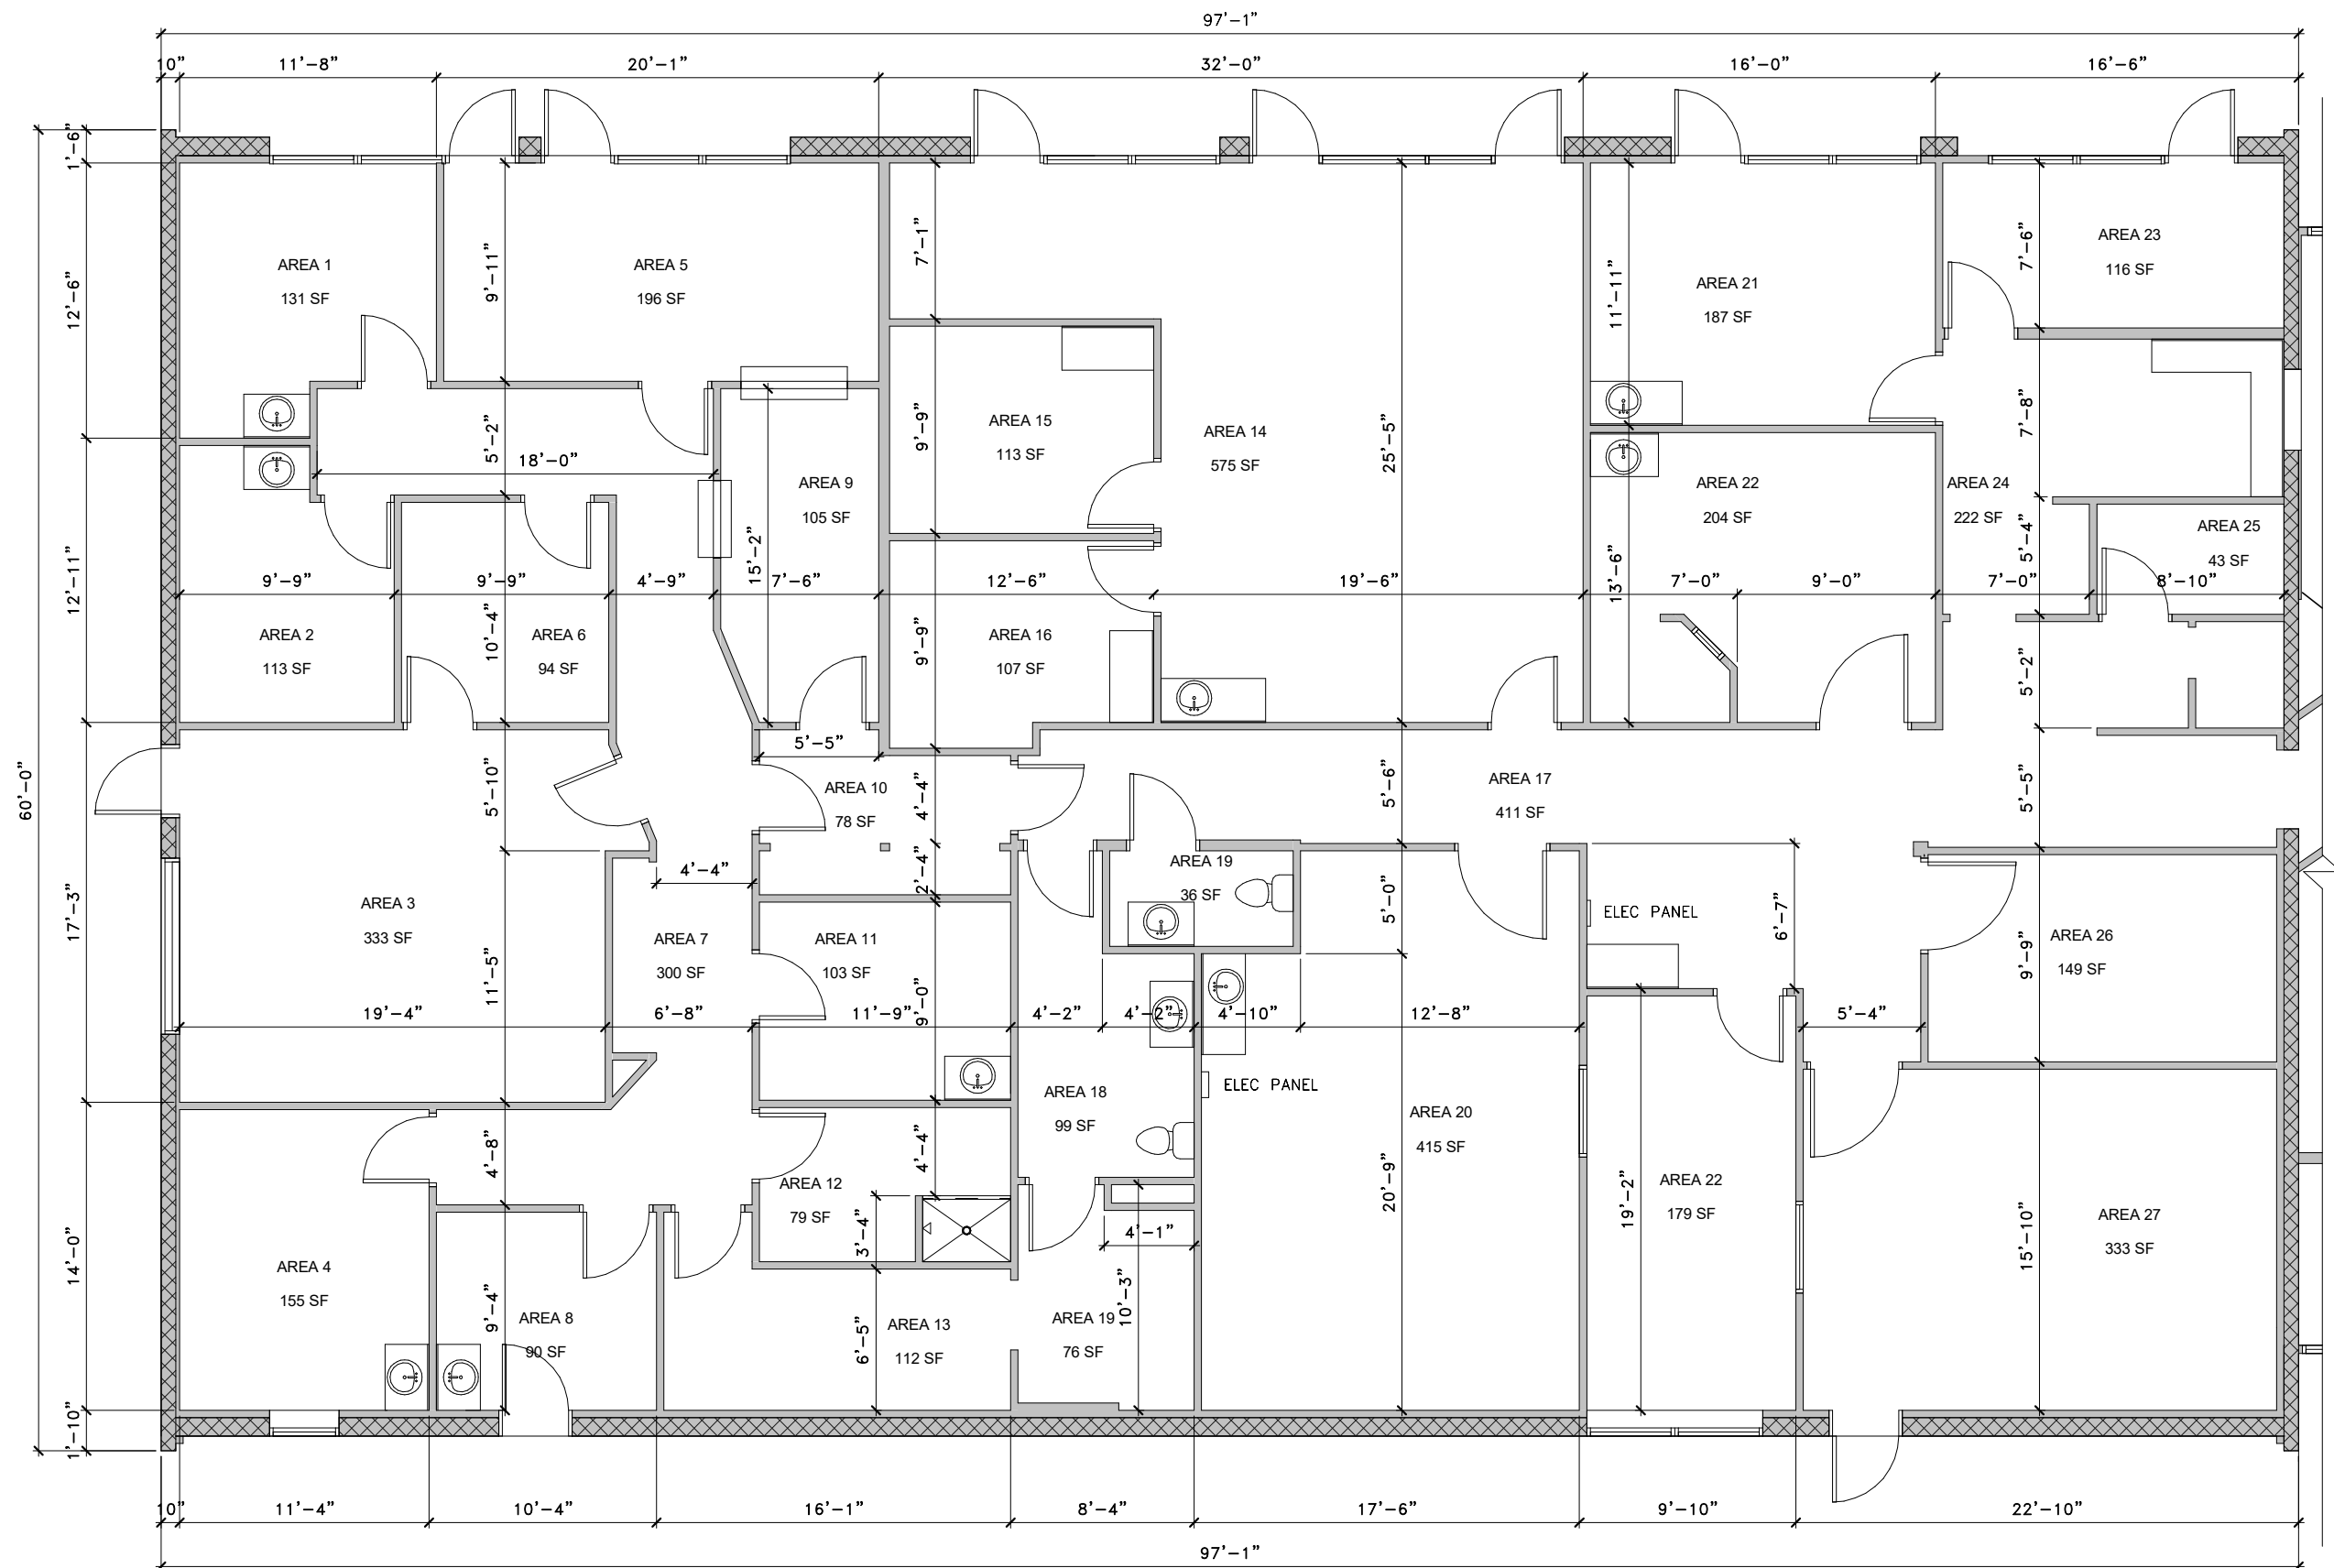 97'-1"
10"
11'-8"
20'-1"
32'-0"
16'-0"
16'-6"
1'-6"
12'-6"
12'-11"
17'-3"
14'-0"
1'-10"
60'-0"
AREA 1
131 SF
9'-11"
AREA 5
196 SF
7'-1"
AREA 21
187 SF
11'-11"
AREA 23
116 SF
7'-6"
5'-2"
18'-0"
AREA 9
105 SF
15'-2"
9'-9"
AREA 15
113 SF
AREA 14
575 SF
25'-5"
AREA 22
204 SF
13'-6"
AREA 24
222 SF
7'-8"
5'-4"
AREA 25
43 SF
9'-9"
9'-9"
4'-9"
7'-6"
12'-6"
19'-6"
7'-0"
9'-0"
7'-0"
8'-10"
AREA 2
113 SF
10'-4"
AREA 6
94 SF
9'-9"
AREA 16
107 SF
5'-2"
5'-5"
5'-10"
AREA 10
78 SF
4'-4"
5'-6"
AREA 17
411 SF
5'-5"
4'-4"
2'-4"
AREA 19
36 SF
5'-0"
ELEC PANEL
6'-7"
AREA 3
333 SF
11'-5"
AREA 7
300 SF
AREA 11
103 SF
9'-0"
AREA 26
149 SF
9'-9"
19'-4"
6'-8"
11'-9"
4'-2"
4'-2"
4'-10"
12'-8"
5'-4"
AREA 18
99 SF
ELEC PANEL
AREA 20
415 SF
4'-8"
4'-4"
AREA 12
79 SF
3'-4"
4'-1"
20'-9"
19'-2"
AREA 22
179 SF
AREA 27
333 SF
15'-10"
AREA 4
155 SF
9'-4"
AREA 8
90 SF
6'-5"
AREA 13
112 SF
AREA 19
76 SF
10'-3"
10"
11'-4"
10'-4"
16'-1"
8'-4"
17'-6"
9'-10"
22'-10"
97'-1"